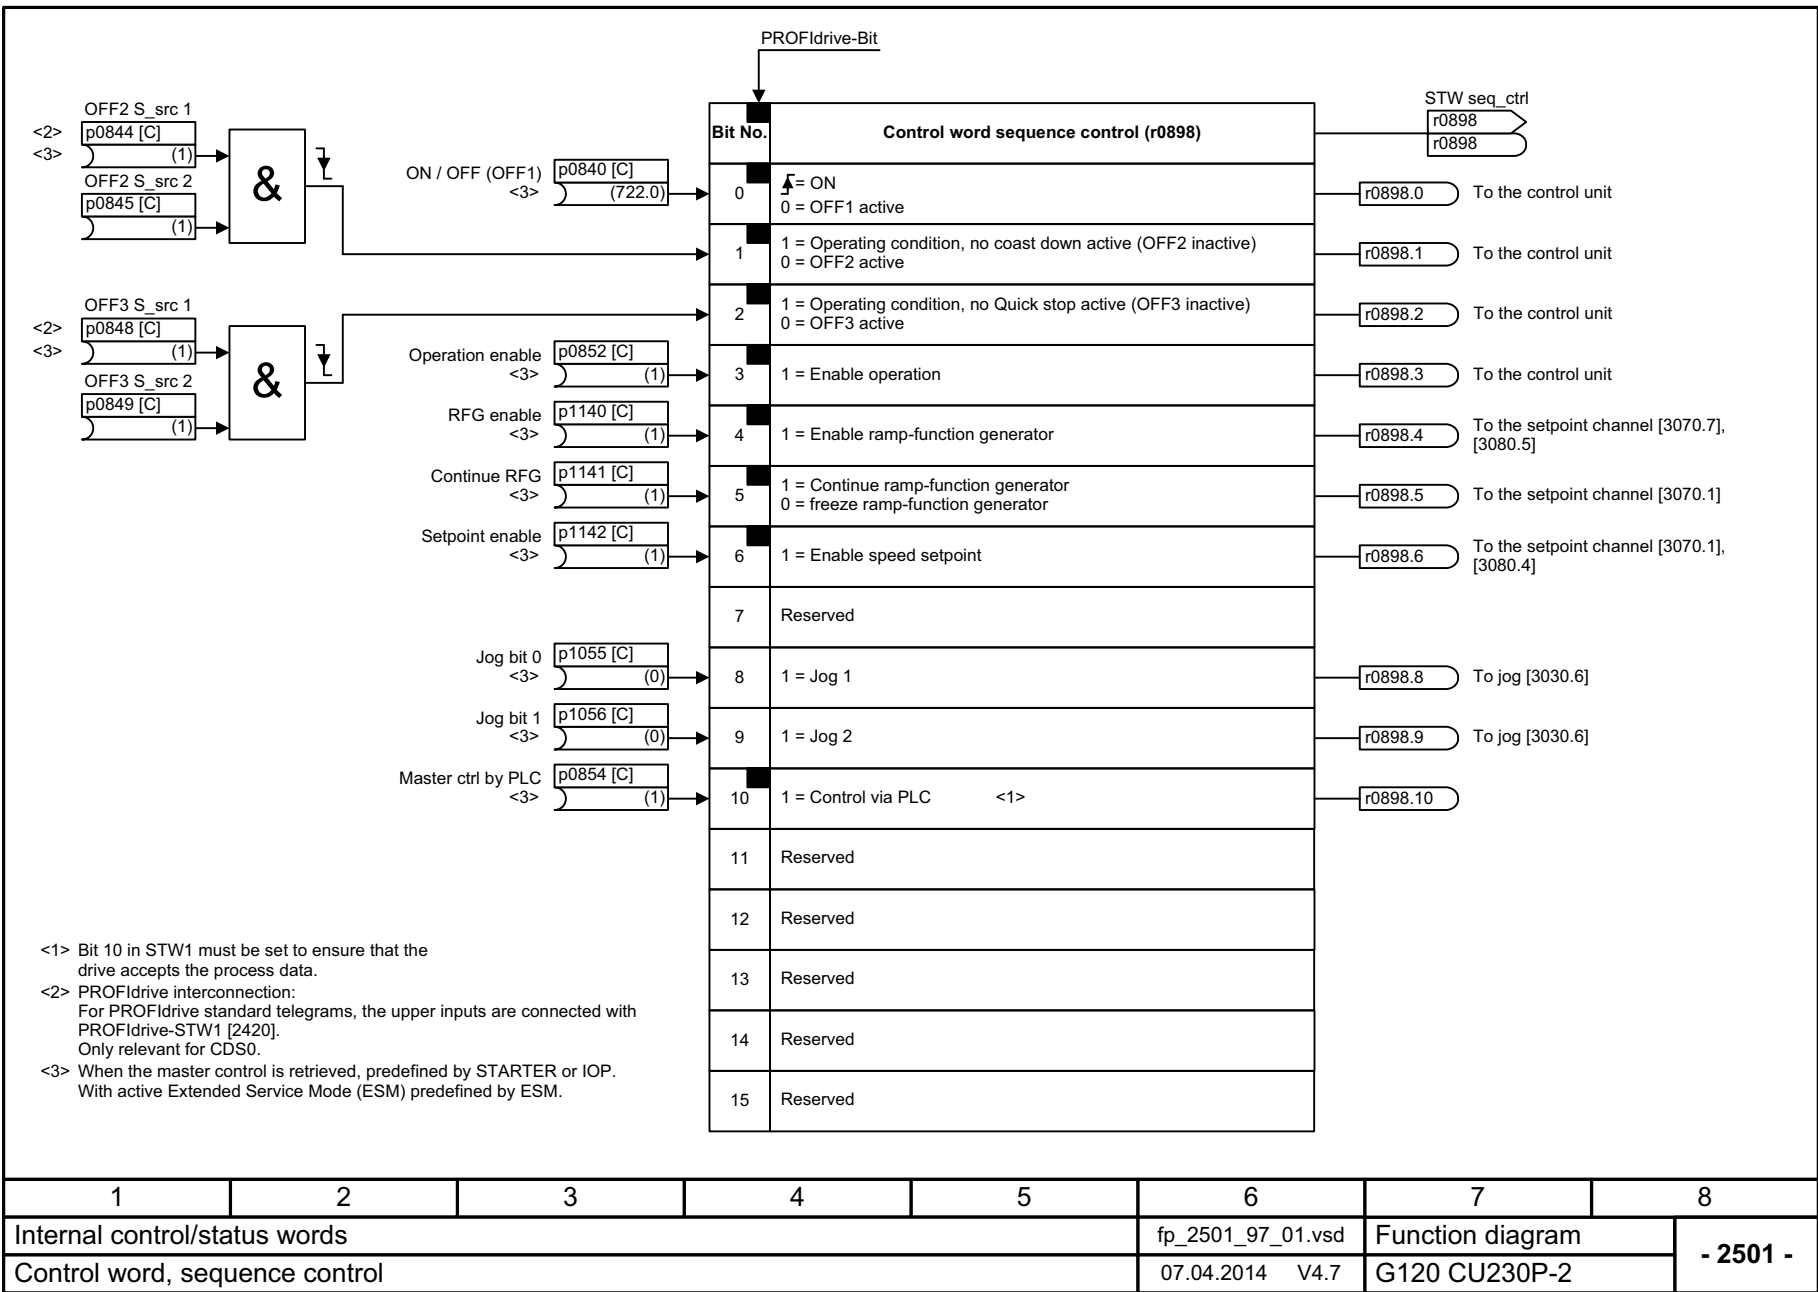 PROFIdrive-Bit
OFF2 S_src 1
<2> p0844 [C]
<3> (1)
OFF2 S_src 2
p0845 [C]
(1)
&
OFF3 S_src 1
<2> p0848 [C]
<3> (1)
OFF3 S_src 2
p0849 [C]
(1)
&
Bit No. Control word sequence control (r0898)
STW seq_ctrl
r0898
r0898
ON / OFF (OFF1) p0840 [C]
<3> (722.0)
0
= ON
0 = OFF1 active
r0898.0 To the control unit
1
1 = Operating condition, no coast down active (OFF2 inactive)
0 = OFF2 active
r0898.1 To the control unit
2
1 = Operating condition, no Quick stop active (OFF3 inactive)
0 = OFF3 active
r0898.2 To the control unit
Operation enable p0852 [C]
<3> (1)
3 1 = Enable operation
r0898.3 To the control unit
RFG enable p1140 [C]
<3> (1)
4 1 = Enable ramp-function generator
r0898.4 To the setpoint channel [3070.7],
[3080.5]
Continue RFG p1141 [C]
<3> (1)
5
1 = Continue ramp-function generator
0 = freeze ramp-function generator
r0898.5 To the setpoint channel [3070.1]
Setpoint enable p1142 [C]
<3> (1)
6 1 = Enable speed setpoint
r0898.6 To the setpoint channel [3070.1],
[3080.4]
7 Reserved
Jog bit 0 p1055 [C]
<3> (0)
8 1 = Jog 1
r0898.8 To jog [3030.6]
Jog bit 1 p1056 [C]
<3> (0)
9 1 = Jog 2
r0898.9 To jog [3030.6]
Master ctrl by PLC p0854 [C]
<3> (1)
10 1 = Control via PLC <1>
r0898.10
11 Reserved
12 Reserved
13 Reserved
14 Reserved
15 Reserved
<1> Bit 10 in STW1 must be set to ensure that the
drive accepts the process data.
<2> PROFIdrive interconnection:
For PROFIdrive standard telegrams, the upper inputs are connected with
PROFIdrive-STW1 [2420].
Only relevant for CDS0.
<3> When the master control is retrieved, predefined by STARTER or IOP.
With active Extended Service Mode (ESM) predefined by ESM.
1 2 3 4 5 6 7 8
Internal control/status words fp_2501_97_01.vsd Function diagram
- 2501 -
Control word, sequence control 07.04.2014 V4.7 G120 CU230P-2